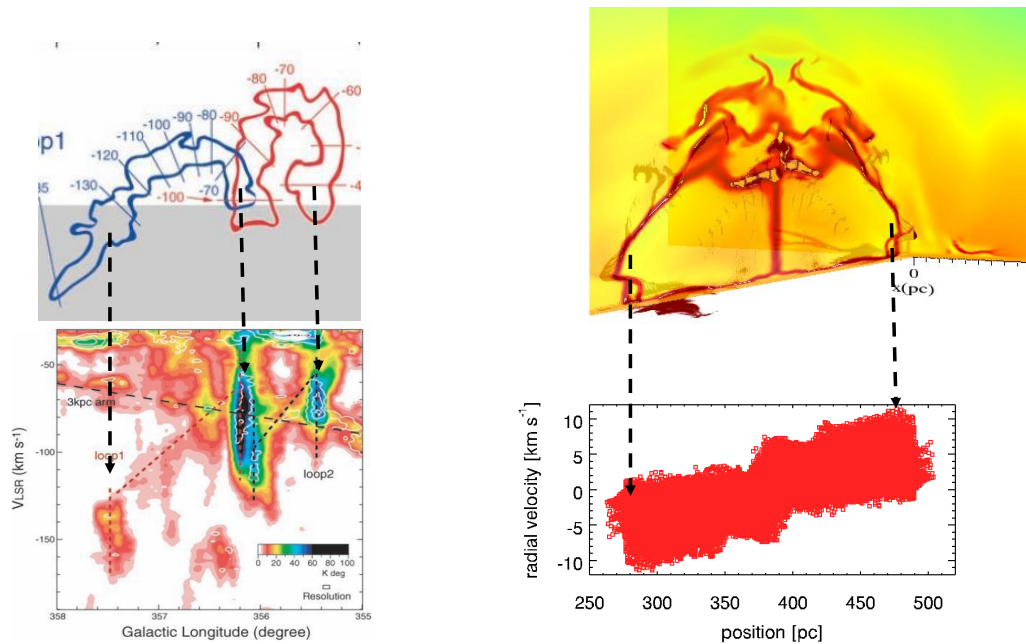 -70
-80
-60
-90
-100
-90
-80
-110
op1
-120
-70
-4
-130
-100
35
-50
3kpc arm
-100
loop1
loop2
-150
0 20 40 60 80 100
K deg
Resolution
VLSR (km s⁻¹)
358 357 356 355
Galactic Longitude (degree)
0
x(pc)
10
5
0
-5
-10
radial velocity [km s⁻¹]
250 300 350 400 450 500
position [pc]